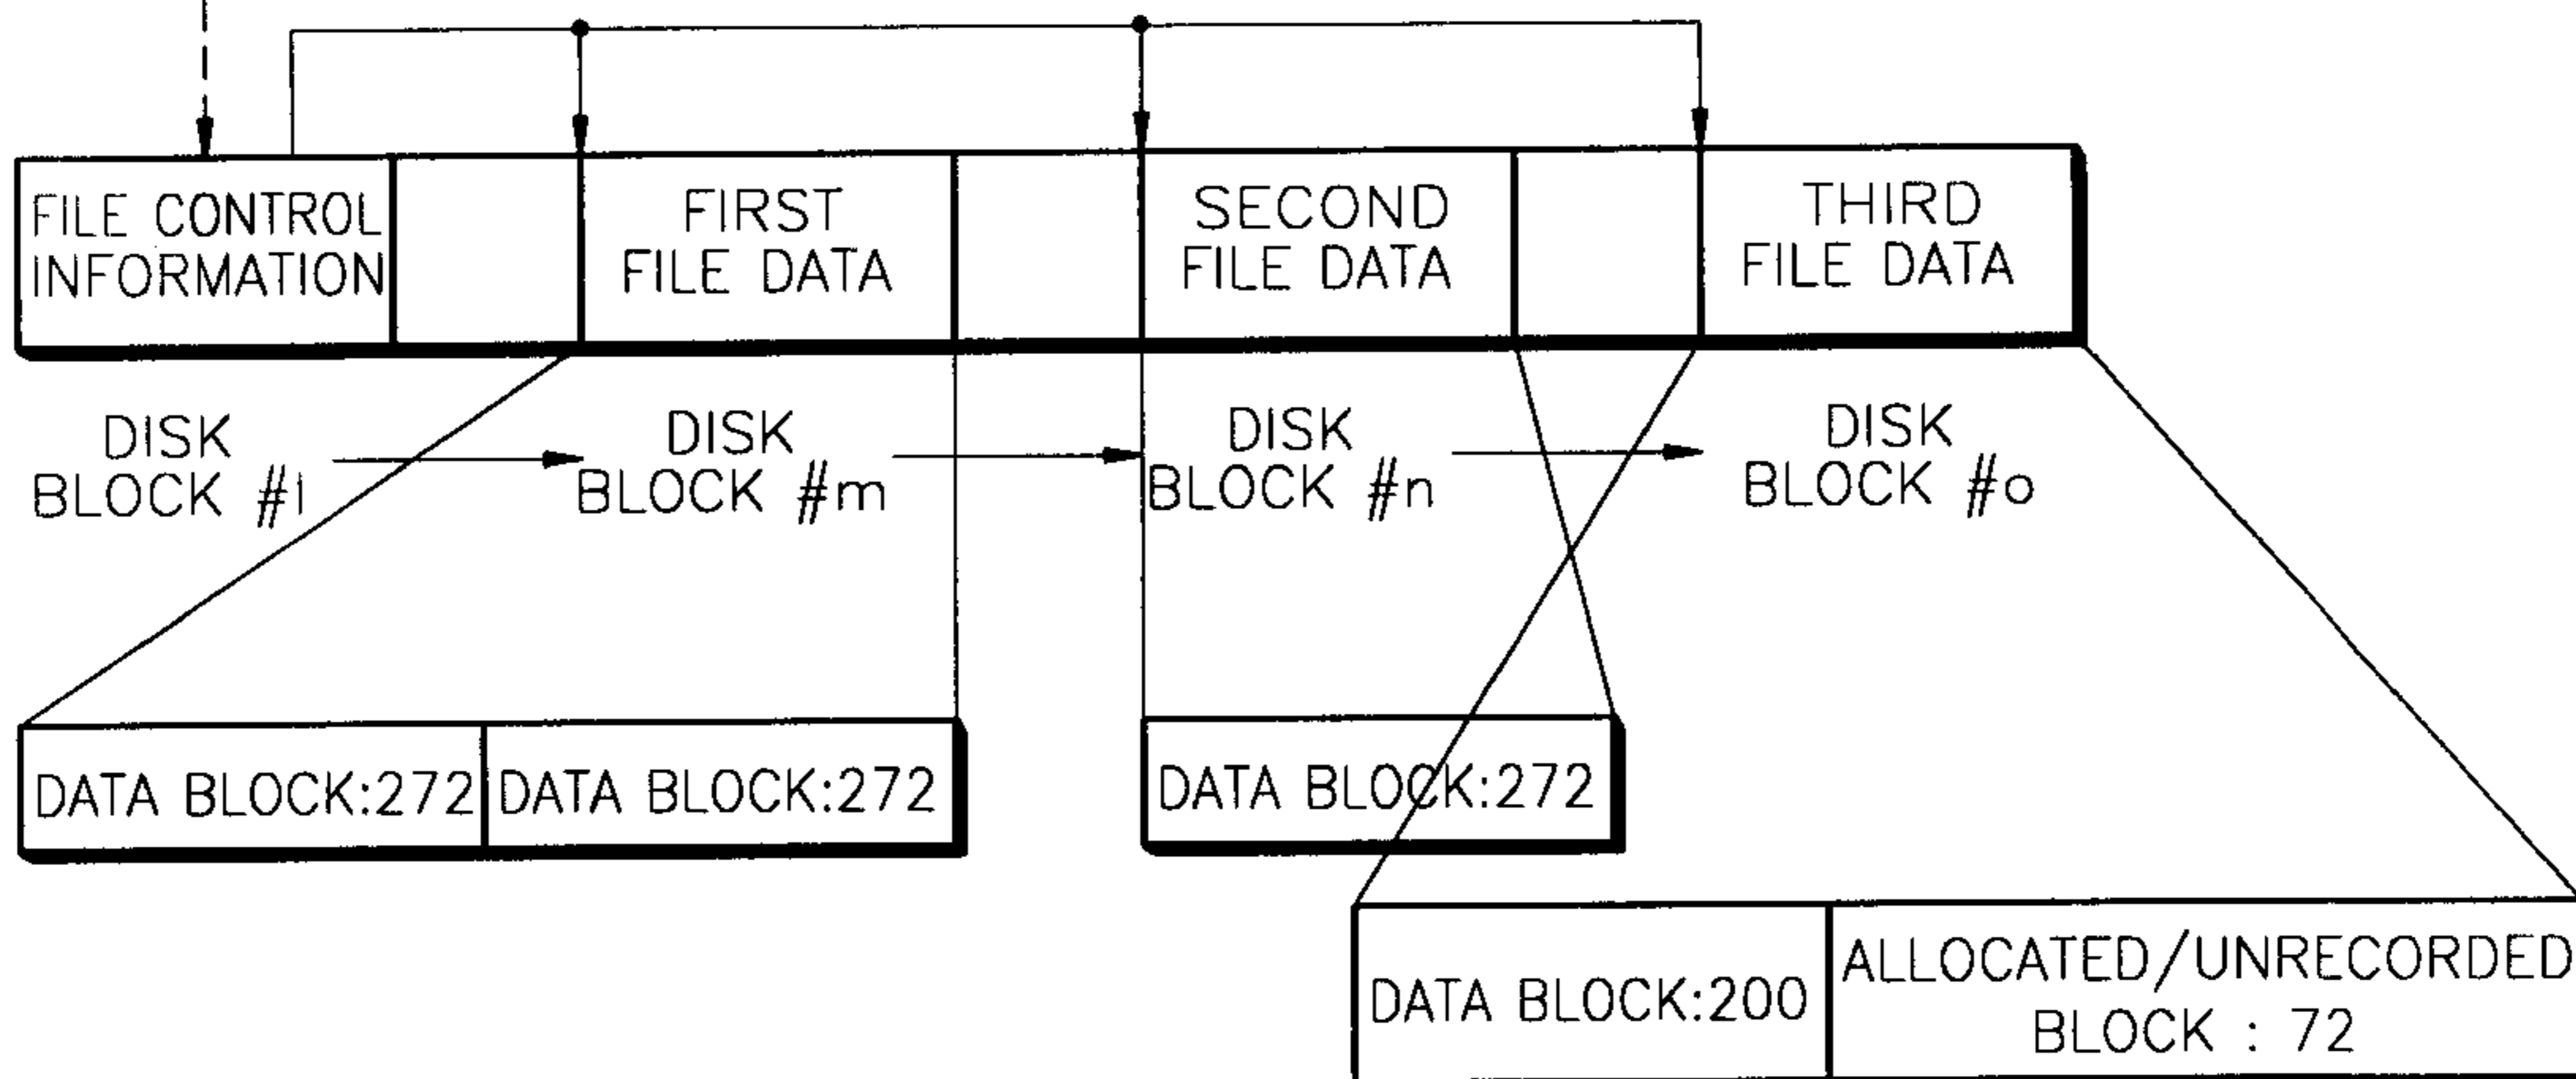 FILE CONTROL
INFORMATION
FIRST
FILE DATA
SECOND
FILE DATA
THIRD
FILE DATA
DISK
BLOCK #l
DISK
BLOCK #m
DISK
BLOCK #n
DISK
BLOCK #o
DATA BLOCK:272
DATA BLOCK:272
DATA BLOCK:272
DATA BLOCK:200
ALLOCATED/UNRECORDED
BLOCK : 72